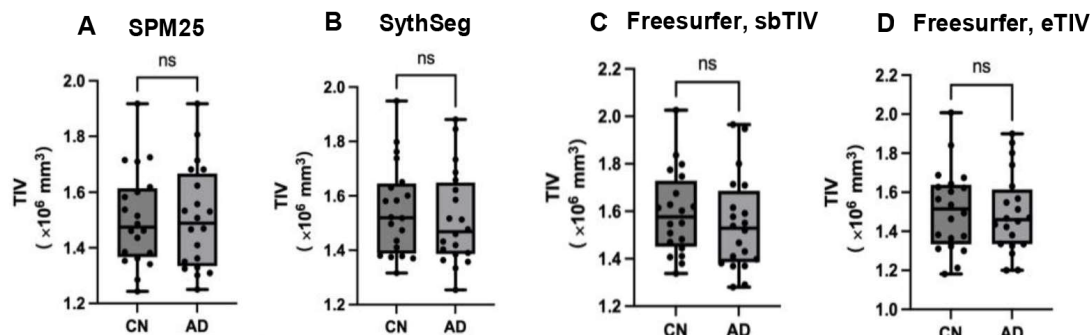 A SPM25
ns
2.0
1.8
1.6
1.4
1.2
TIV
( ×10⁶ mm³)
CN AD
B SythSeg
ns
2.0
1.8
1.6
1.4
1.2
TIV
( ×10⁶ mm³)
CN AD
C Freesurfer, sbTIV
ns
2.2
2.0
1.8
1.6
1.4
1.2
TIV
( ×10⁶ mm³)
CN AD
D Freesurfer, eTIV
ns
2.2
2.0
1.8
1.6
1.4
1.2
1.0
TIV
( ×10⁶ mm³)
CN AD